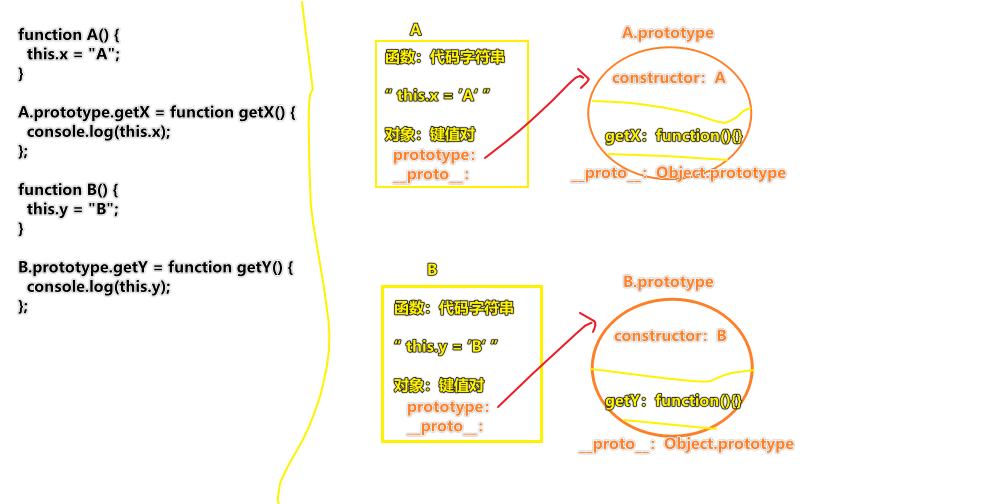 function A() {
this.x = "A";
}
A.prototype.getX = function getX() {
console.log(this.x);
};
function B() {
this.y = "B";
}
B.prototype.getY = function getY() {
console.log(this.y);
};
A
函数：代码字符串
“ this.x = ’A‘ ”
对象：键值对
prototype：
__proto__：
A.prototype
constructor：A
getX：function(){}
__proto__：Object.prototype
B
函数：代码字符串
“ this.y = ’B‘ ”
对象：键值对
prototype：
__proto__：
B.prototype
constructor：B
getY：function(){}
__proto__：Object.prototype